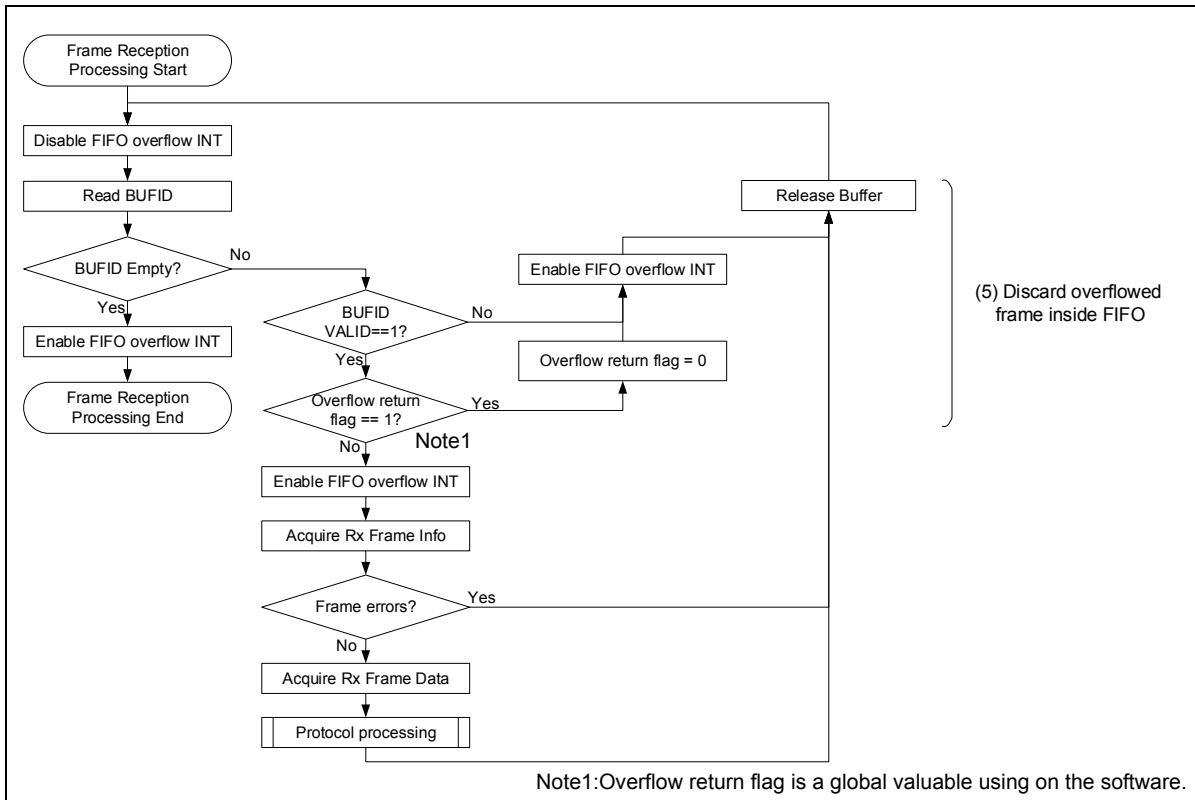 Frame Reception
Processing Start
Disable FIFO overflow INT
Read BUFID
BUFID Empty?
No
Yes
Enable FIFO overflow INT
Frame Reception
Processing End
BUFID
VALID==1?
No
Yes
Overflow return
flag == 1?
Yes
No
Note1
Enable FIFO overflow INT
Overflow return flag = 0
Release Buffer
(5) Discard overflowed
frame inside FIFO
Enable FIFO overflow INT
Acquire Rx Frame Info
Frame errors?
Yes
No
Acquire Rx Frame Data
Protocol processing
Note1:Overflow return flag is a global valuable using on the software.